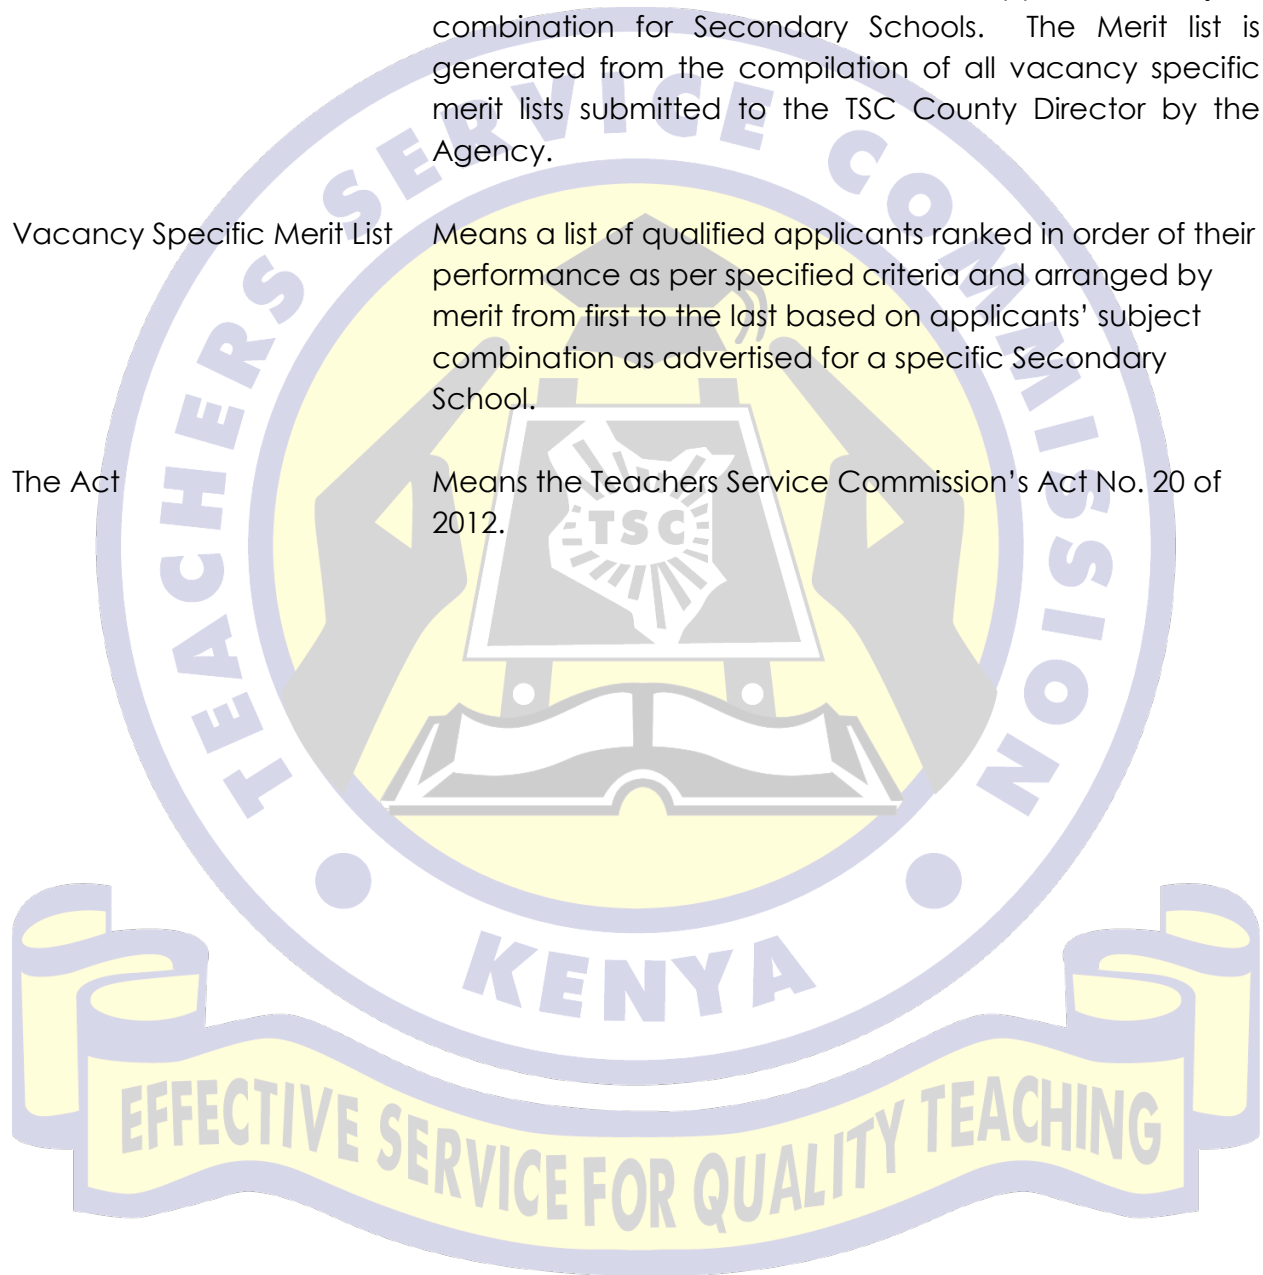 combination for Secondary Schools. The Merit list is
generated from the compilation of all vacancy specific
merit lists submitted to the TSC County Director by the
Agency.
Vacancy Specific Merit List Means a list of qualified applicants ranked in order of their
performance as per specified criteria and arranged by
merit from first to the last based on applicants’ subject
combination as advertised for a specific Secondary
School.
The Act Means the Teachers Service Commission’s Act No. 20 of
2012.
TEACHERS SERVICE COMMISSION
TSC
KENYA
EFFECTIVE SERVICE FOR QUALITY TEACHING